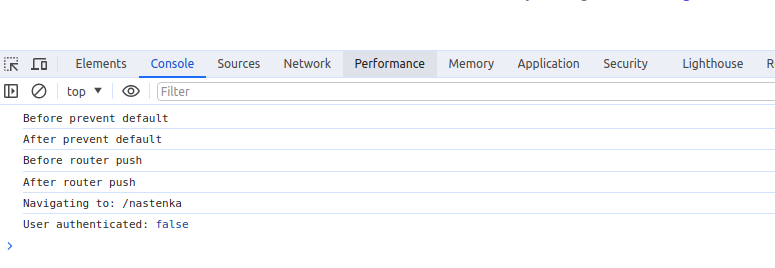 Elements Console Sources Network Performance Memory Application Security Lighthouse
top Filter
Before prevent default
After prevent default
Before router push
After router push
Navigating to: /nastenka
User authenticated: false